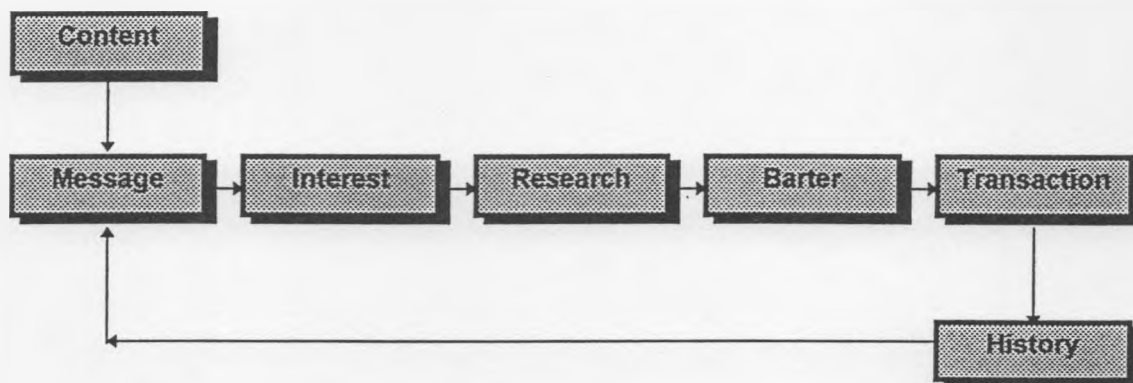 Content
Message
Interest
Research
Barter
Transaction
History